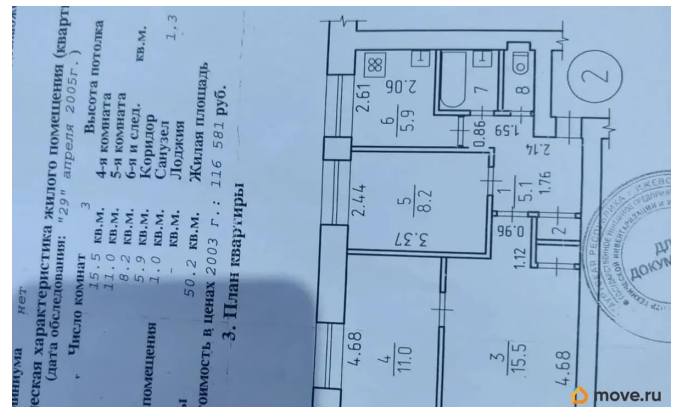 линиума нет
еская характеристика жилого помещения (кварти
(дата обследования: "29" апреля 2005г.)
Число комнат 3 Высота потолка
15.5 кв.м. 4-я комната
11.0 кв.м. 5-я комната
8.2 кв.м. 6-я и след. кв.м.
5.9 кв.м. Коридор
1.0 кв.м. Санузел
- кв.м. Лоджия 1.3
помещения
50.2 кв.м. Жилая площадь
тоимость в ценах 2003 г.: 116 581 руб.
3. План квартиры
2.61
6
5.9
2.06
7
8
0.86
1.59
2.14
2
2.44
5
8.2
3.37
1
5.1
1.76
0.96
2
1.12
4.68
4
11.0
3
15.5
4.68
ДОКУМ
move.ru